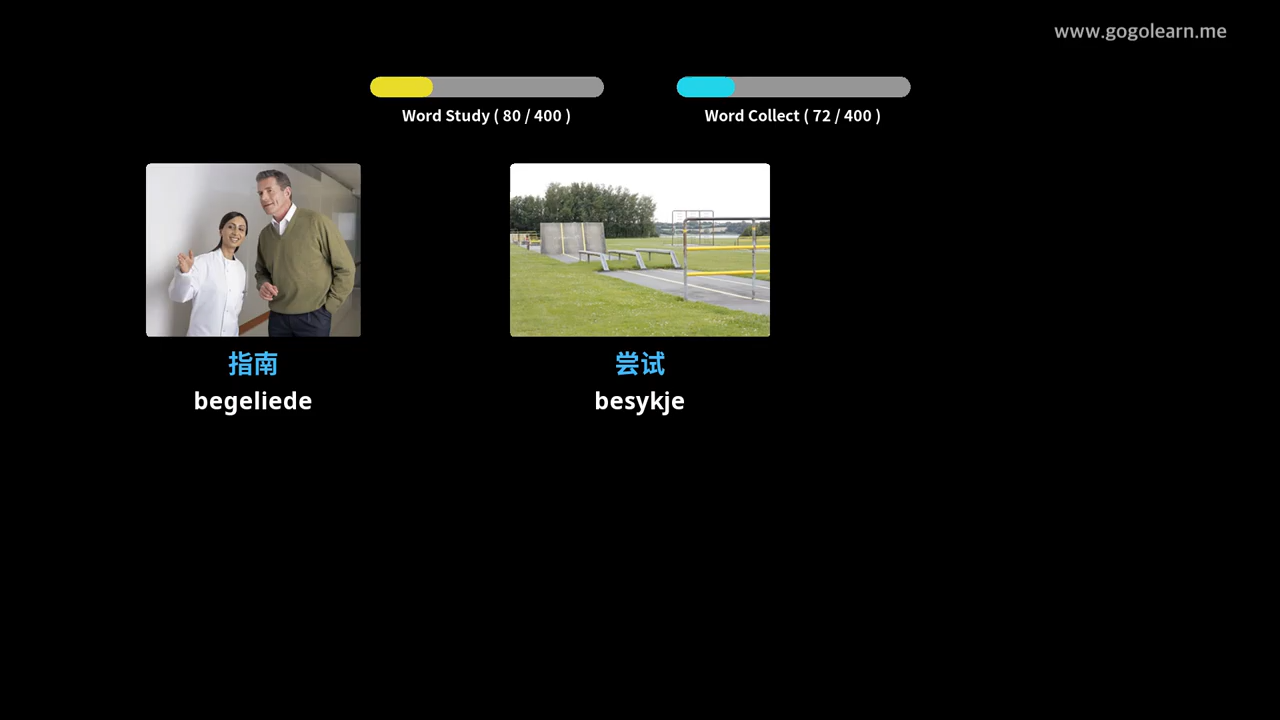 www.gogolearn.me
Word Study ( 80 / 400 )
Word Collect ( 72 / 400 )
指南
begeliede
尝试
besykje